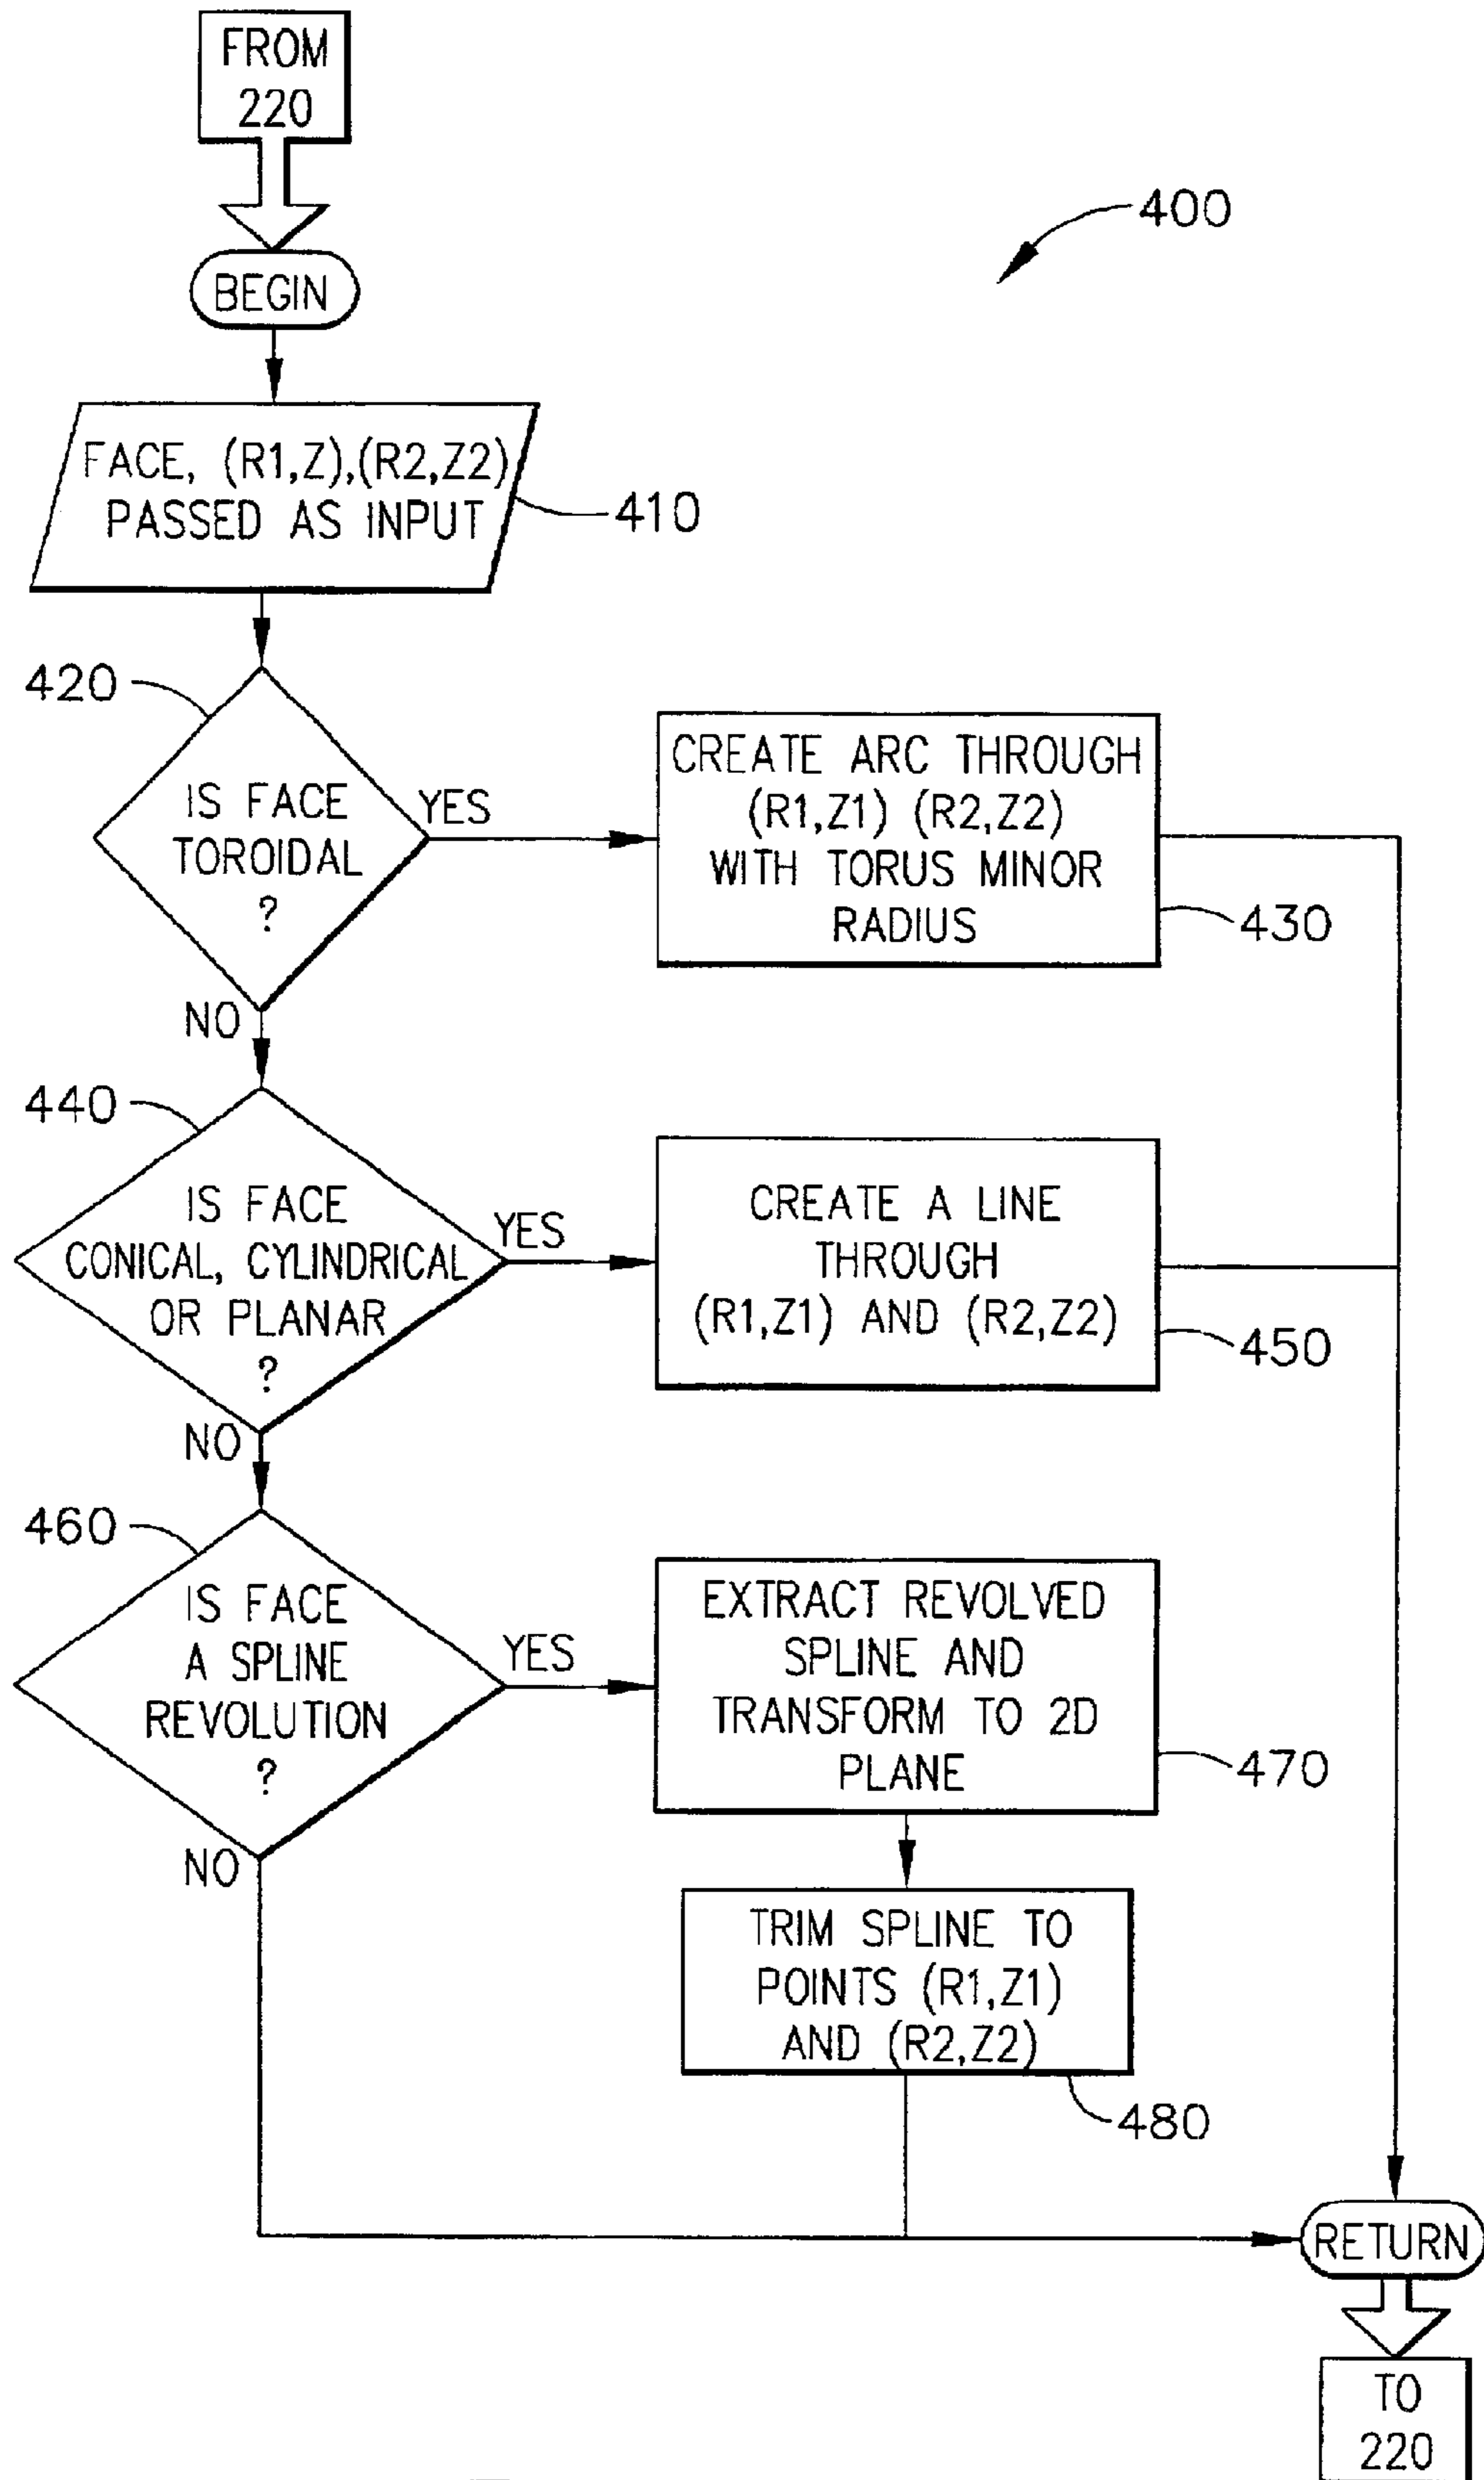 FROM
220
400
BEGIN
FACE, (R1,Z),(R2,Z2)
PASSED AS INPUT
410
420
IS FACE
TOROIDAL
?
YES
NO
CREATE ARC THROUGH
(R1,Z1) (R2,Z2)
WITH TORUS MINOR
RADIUS
430
440
IS FACE
CONICAL, CYLINDRICAL
OR PLANAR
?
YES
NO
CREATE A LINE
THROUGH
(R1,Z1) AND (R2,Z2)
450
460
IS FACE
A SPLINE
REVOLUTION
?
YES
NO
EXTRACT REVOLVED
SPLINE AND
TRANSFORM TO 2D
PLANE
470
TRIM SPLINE TO
POINTS (R1,Z1)
AND (R2,Z2)
480
RETURN
TO
220